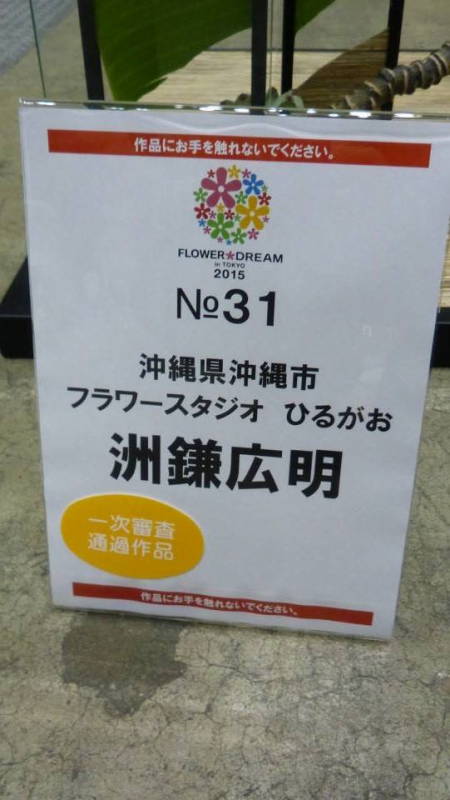 作品にお手を触れないでください。
FLOWER★DREAM
in TOKYO
2015
№31
沖縄県沖縄市
フラワースタジオ ひるがお
洲鎌広明
一次審査
通過作品
作品にお手を触れないでください。